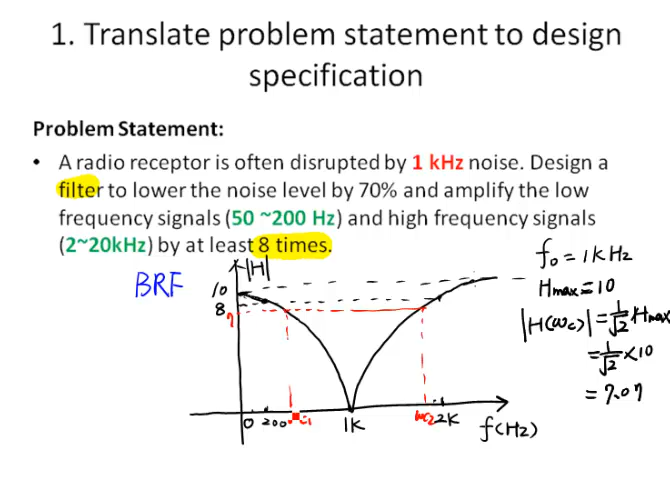 1. Translate problem statement to design
specification
Problem Statement:
• A radio receptor is often disrupted by 1 kHz noise. Design a
filter to lower the noise level by 70% and amplify the low
frequency signals (50 ~200 Hz) and high frequency signals
(2~20kHz) by at least 8 times.
BRF
|H|
10
8
7
0 200
1K
wc2 2K
f(Hz)
f₀ = 1KHz
Hmax = 10
|H(ωc)| = 1/√2 Hmax
= 1/√2 × 10
= 7.07